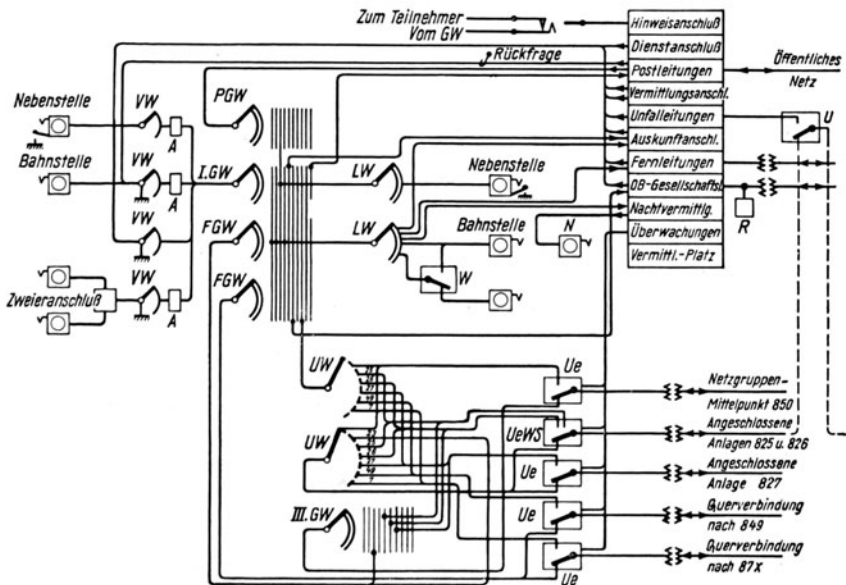 Zum Teilnehmer
Vom GW
Rückfrage
Hinweisanschluß
Dienstanschluß
Postleitungen
Vermittlungsanschl.
Unfalleitungen
Auskunftanschl.
Fernleitungen
OB-Gesellschaftsl.
Nachtvermittlg.
Überwachungen
Vermittl.-Platz
Öffentliches
Netz
U
R
Nebenstelle
VW
A
Bahnstelle
VW
A
VW
Zweieranschluß
VW
A
PGW
I.GW
FGW
FGW
LW
Nebenstelle
LW
Bahnstelle
N
W
UW
UW
III.GW
Ue
UeWS
Ue
Ue
Ue
Netzgruppen-
Mittelpunkt 850
Angeschlossene
Anlagen 825 u. 826
Angeschlossene
Anlage 827
Querverbindung
nach 849
Querverbindung
nach 87X